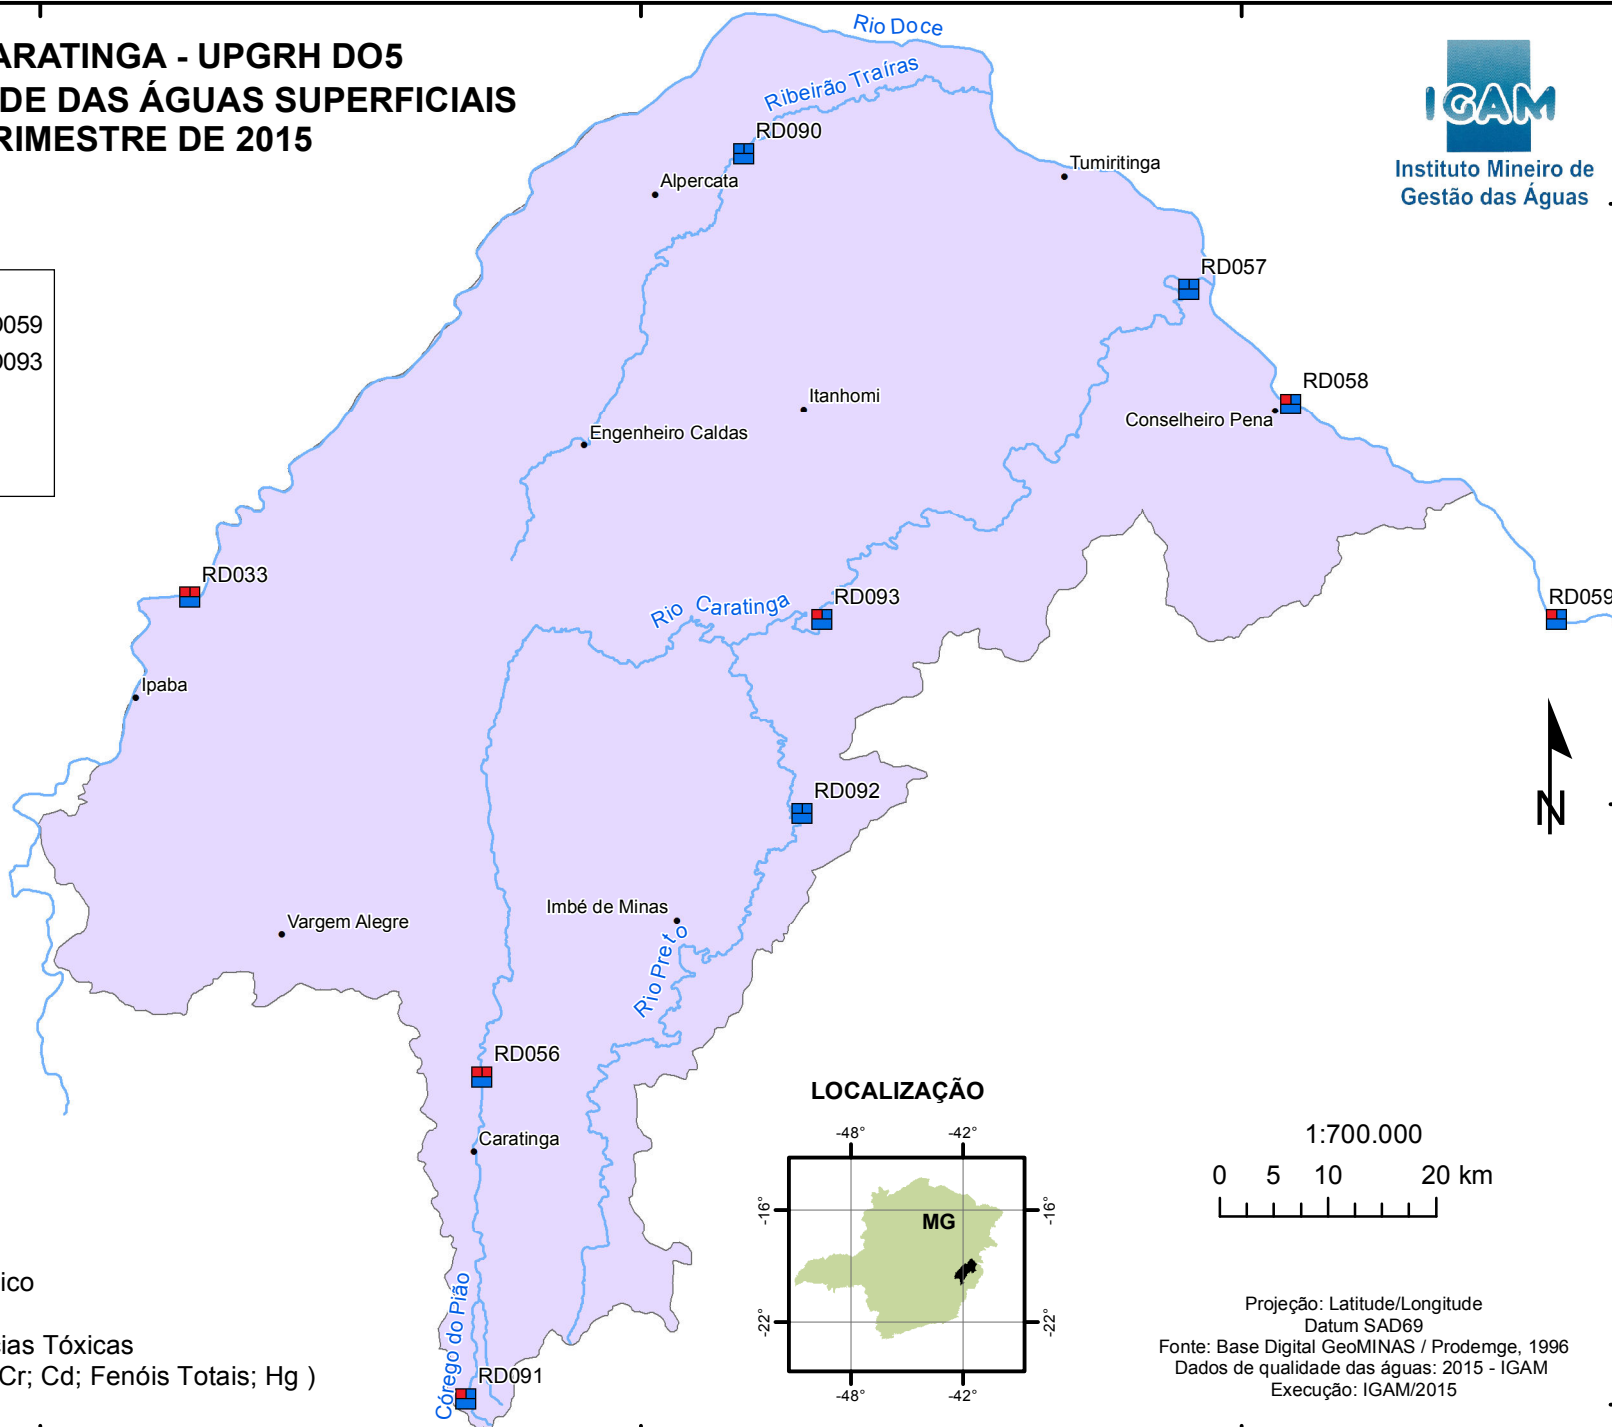 ARATINGA - UPGRH DO5
DE DAS ÁGUAS SUPERFICIAIS
RIMESTRE DE 2015
Rio Doce
Ribeirão Traíras
RD090
Alpercata
Tumiritinga
IGAM
Instituto Mineiro de
Gestão das Águas
RD057
059
093
RD058
Itanhomi
Conselheiro Pena
Engenheiro Caldas
RD033
Rio Caratinga
RD093
RD059
Ipaba
RD092
N
Imbé de Minas
Vargem Alegre
Rio Preto
RD056
Caratinga
LOCALIZAÇÃO
-48° -42°
-16° -16°
MG
-22° -22°
-48° -42°
1:700.000
0 5 10 20 km
Projeção: Latitude/Longitude
Datum SAD69
Fonte: Base Digital GeoMINAS / Prodemge, 1996
Dados de qualidade das águas: 2015 - IGAM
Execução: IGAM/2015
Córrego do Pião
RD091
ico
ias Tóxicas
Cr; Cd; Fenóis Totais; Hg )